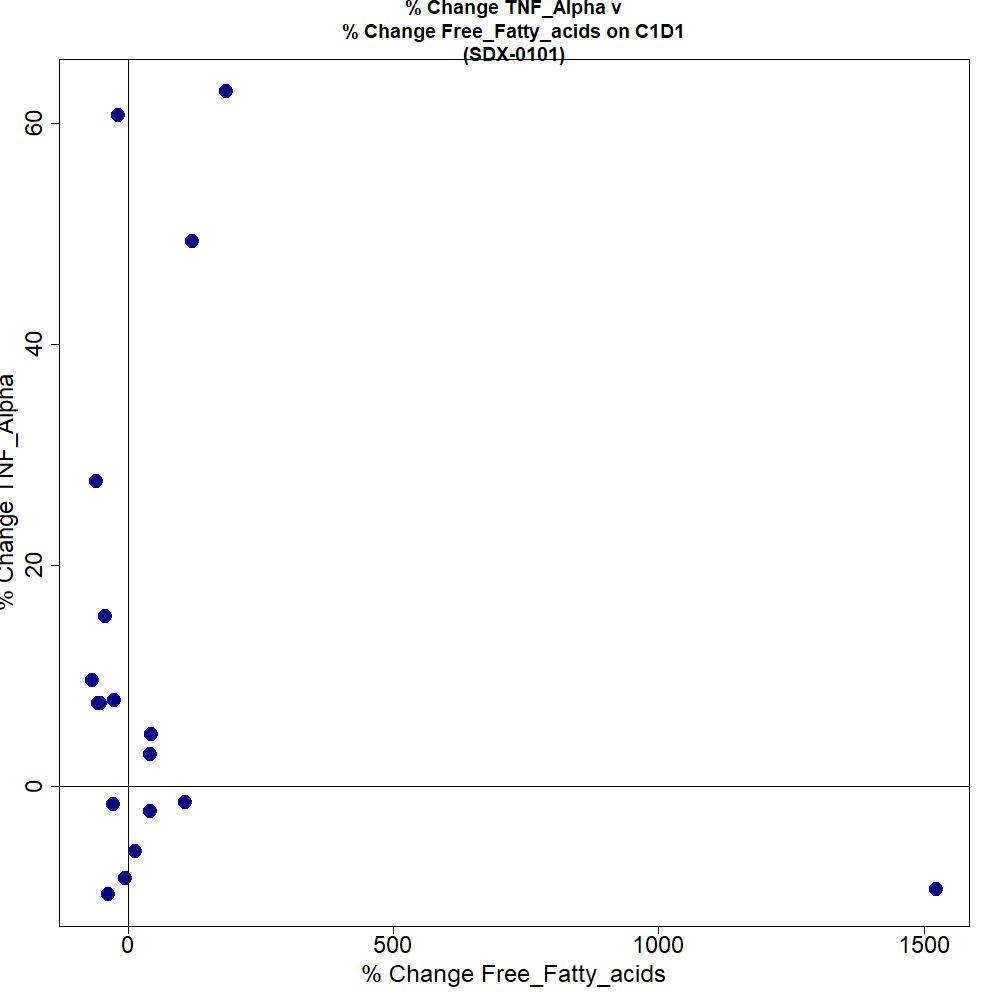 % Change TNF_Alpha v
% Change Free_Fatty_acids on C1D1
(SDX-0101)
% Change TNF_Alpha
60
40
20
0
0 500 1000 1500
% Change Free_Fatty_acids